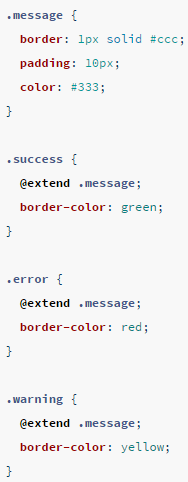 .message {
  border: 1px solid #ccc;
  padding: 10px;
  color: #333;
}

.success {
  @extend .message;
  border-color: green;
}

.error {
  @extend .message;
  border-color: red;
}

.warning {
  @extend .message;
  border-color: yellow;
}